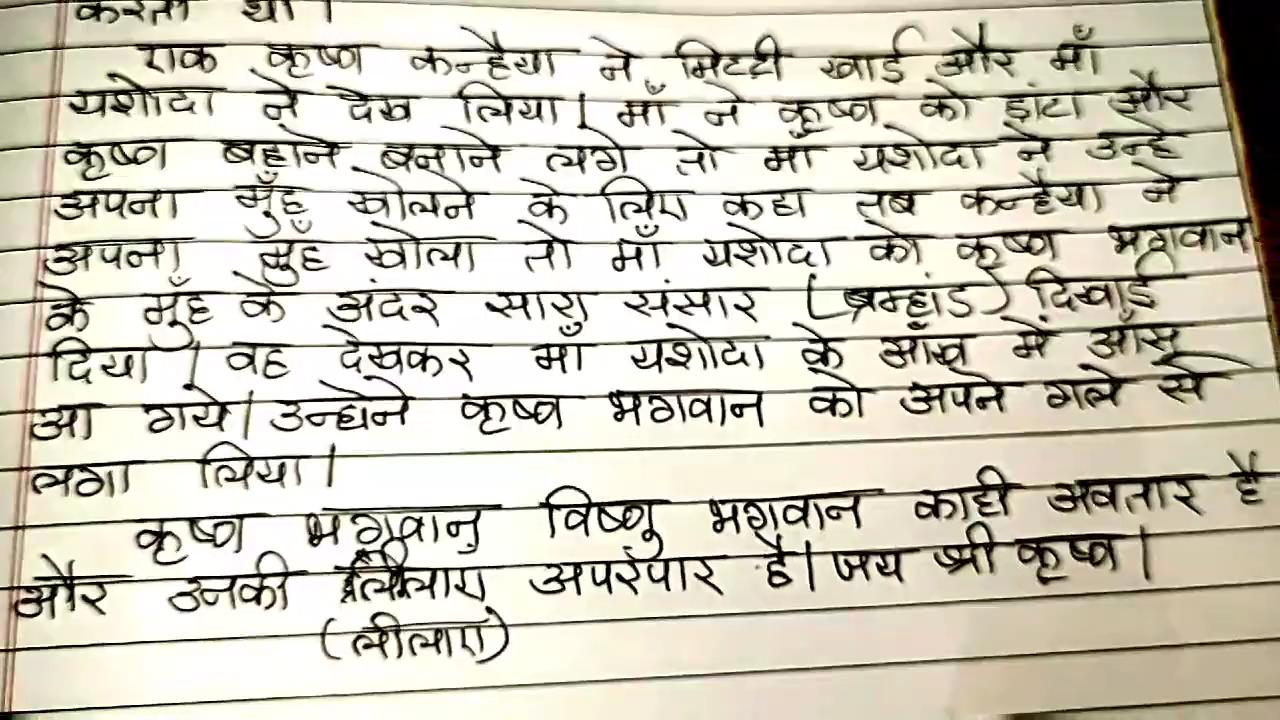 करता था।
एक कृष्ण कन्हैया ने मिटटी खाई और माँ
यशोदा ने देख लिया। माँ ने कृष्ण को डांटा और
कृष्ण बहाने बनाने लगे तो माँ यशोदा ने उन्हे
अपना मुँह खोलने के लिए कहा तब कन्हैया ने
अपना मुँह खोला तो माँ यशोदा को कृष्ण भगवान
के मुँह के अंदर सारा संसार (ब्रम्हांड) दिखाई
दिया। वह देखकर माँ यशोदा के आँख में आँसू
आ गये। उन्होने कृष्ण भगवान को अपने गले से
लगा लिया।
कृष्ण भगवान विष्णु भगवान काही अवतार है
और उनकी लिलाए अपरंपार है। जय श्री कृष्ण।
(लीलाए)